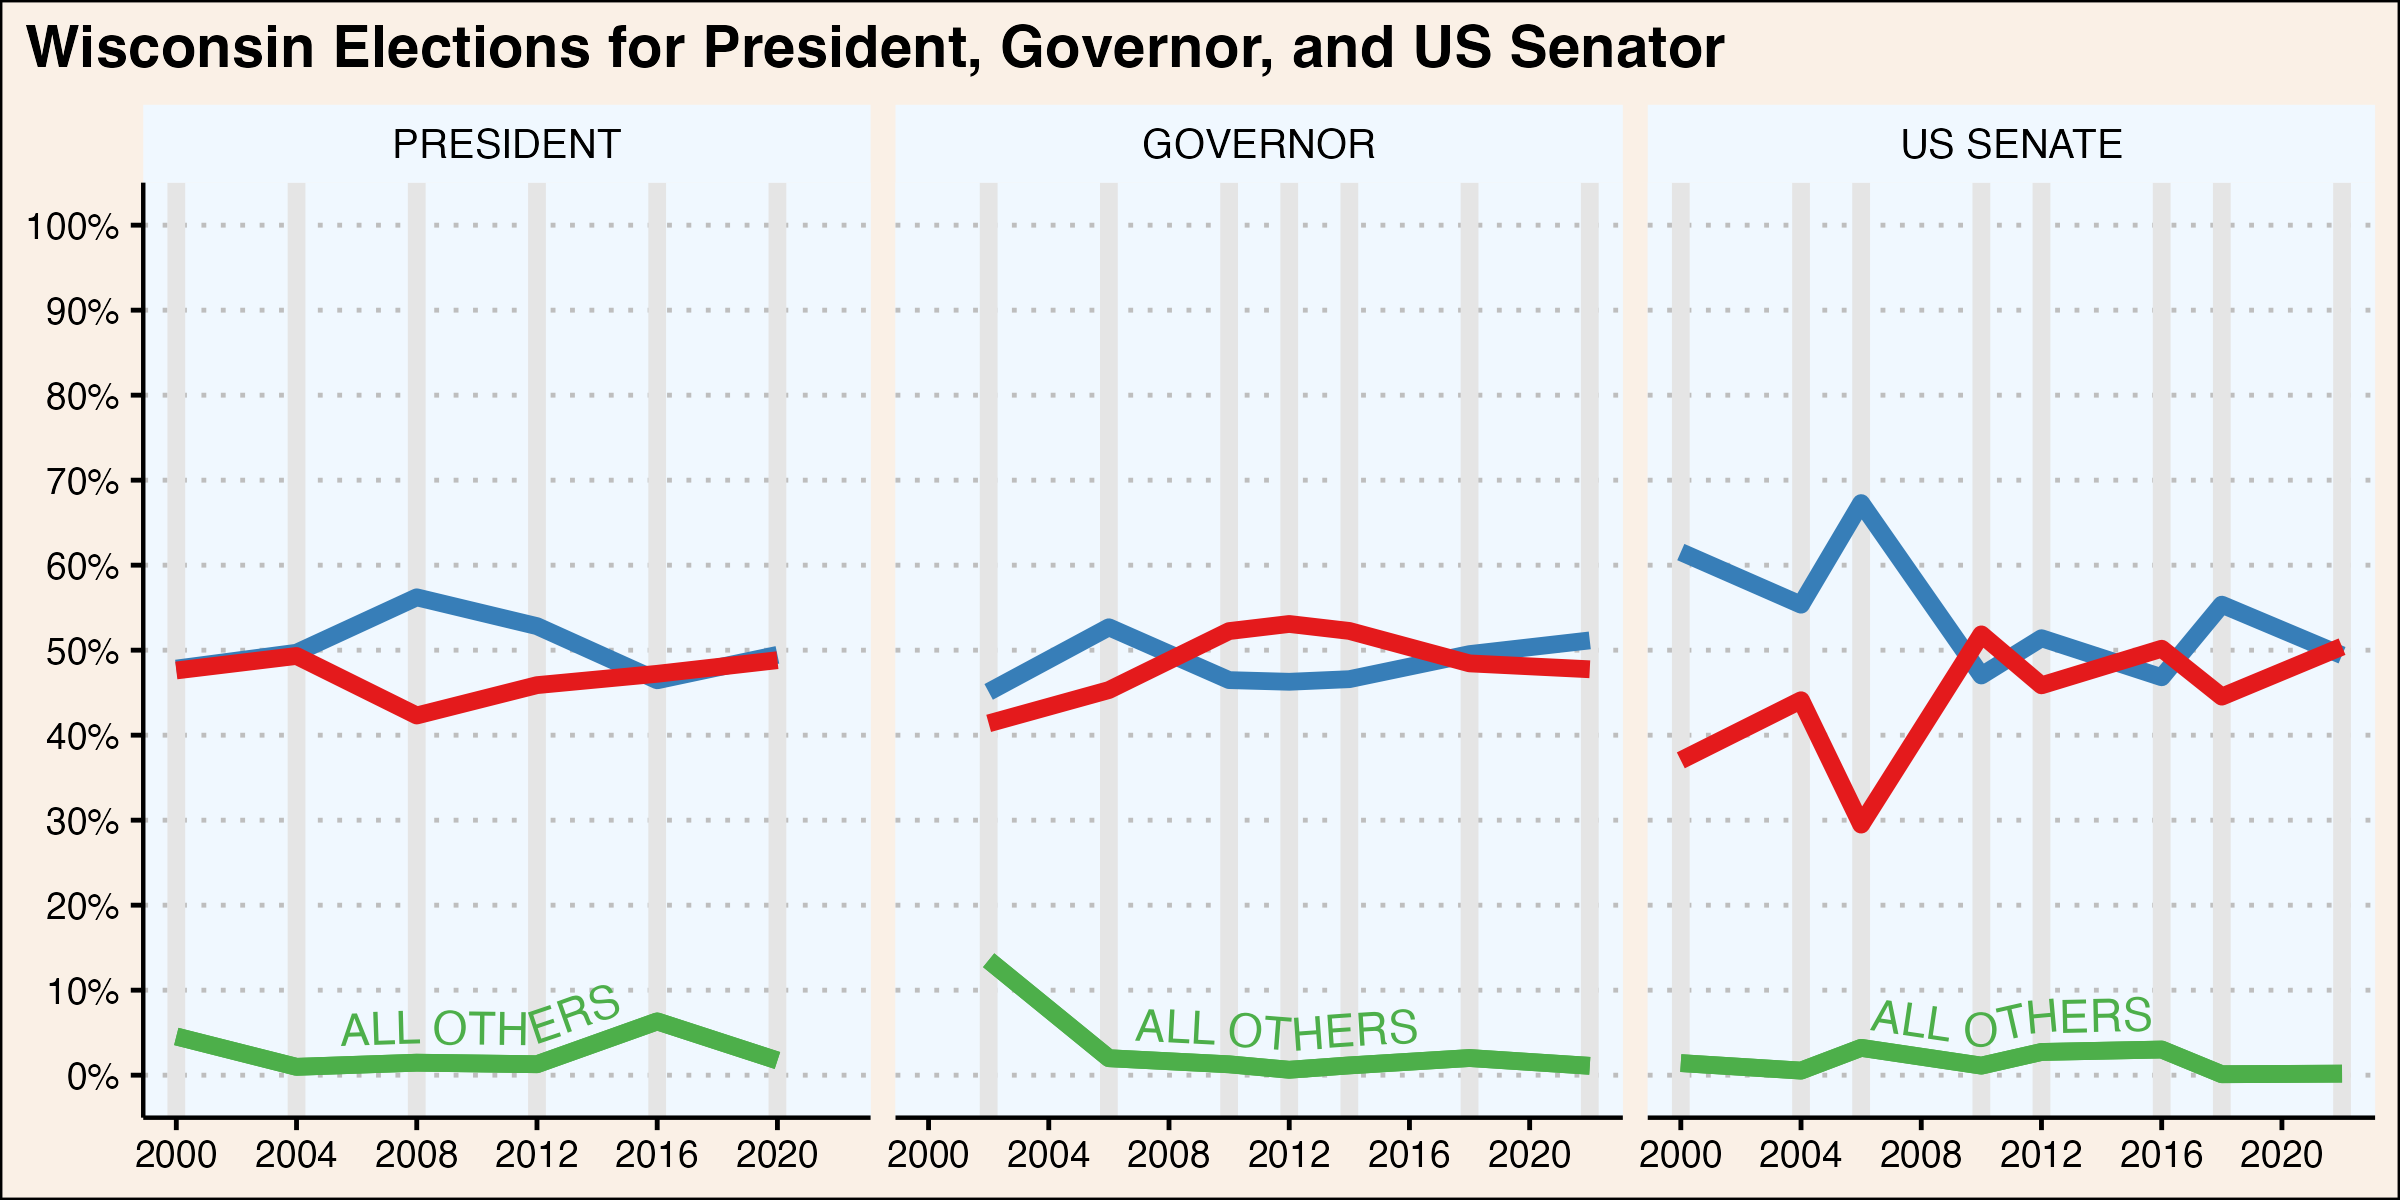 Wisconsin Elections for President, Governor, and US Senator
PRESIDENT
GOVERNOR
US SENATE
100%
90%
80%
70%
60%
50%
40%
30%
20%
10%
0%
ALL OTHERS
ALL OTHERS
ALL OTHERS
2000 2004 2008 2012 2016 2020
2000 2004 2008 2012 2016 2020
2000 2004 2008 2012 2016 2020